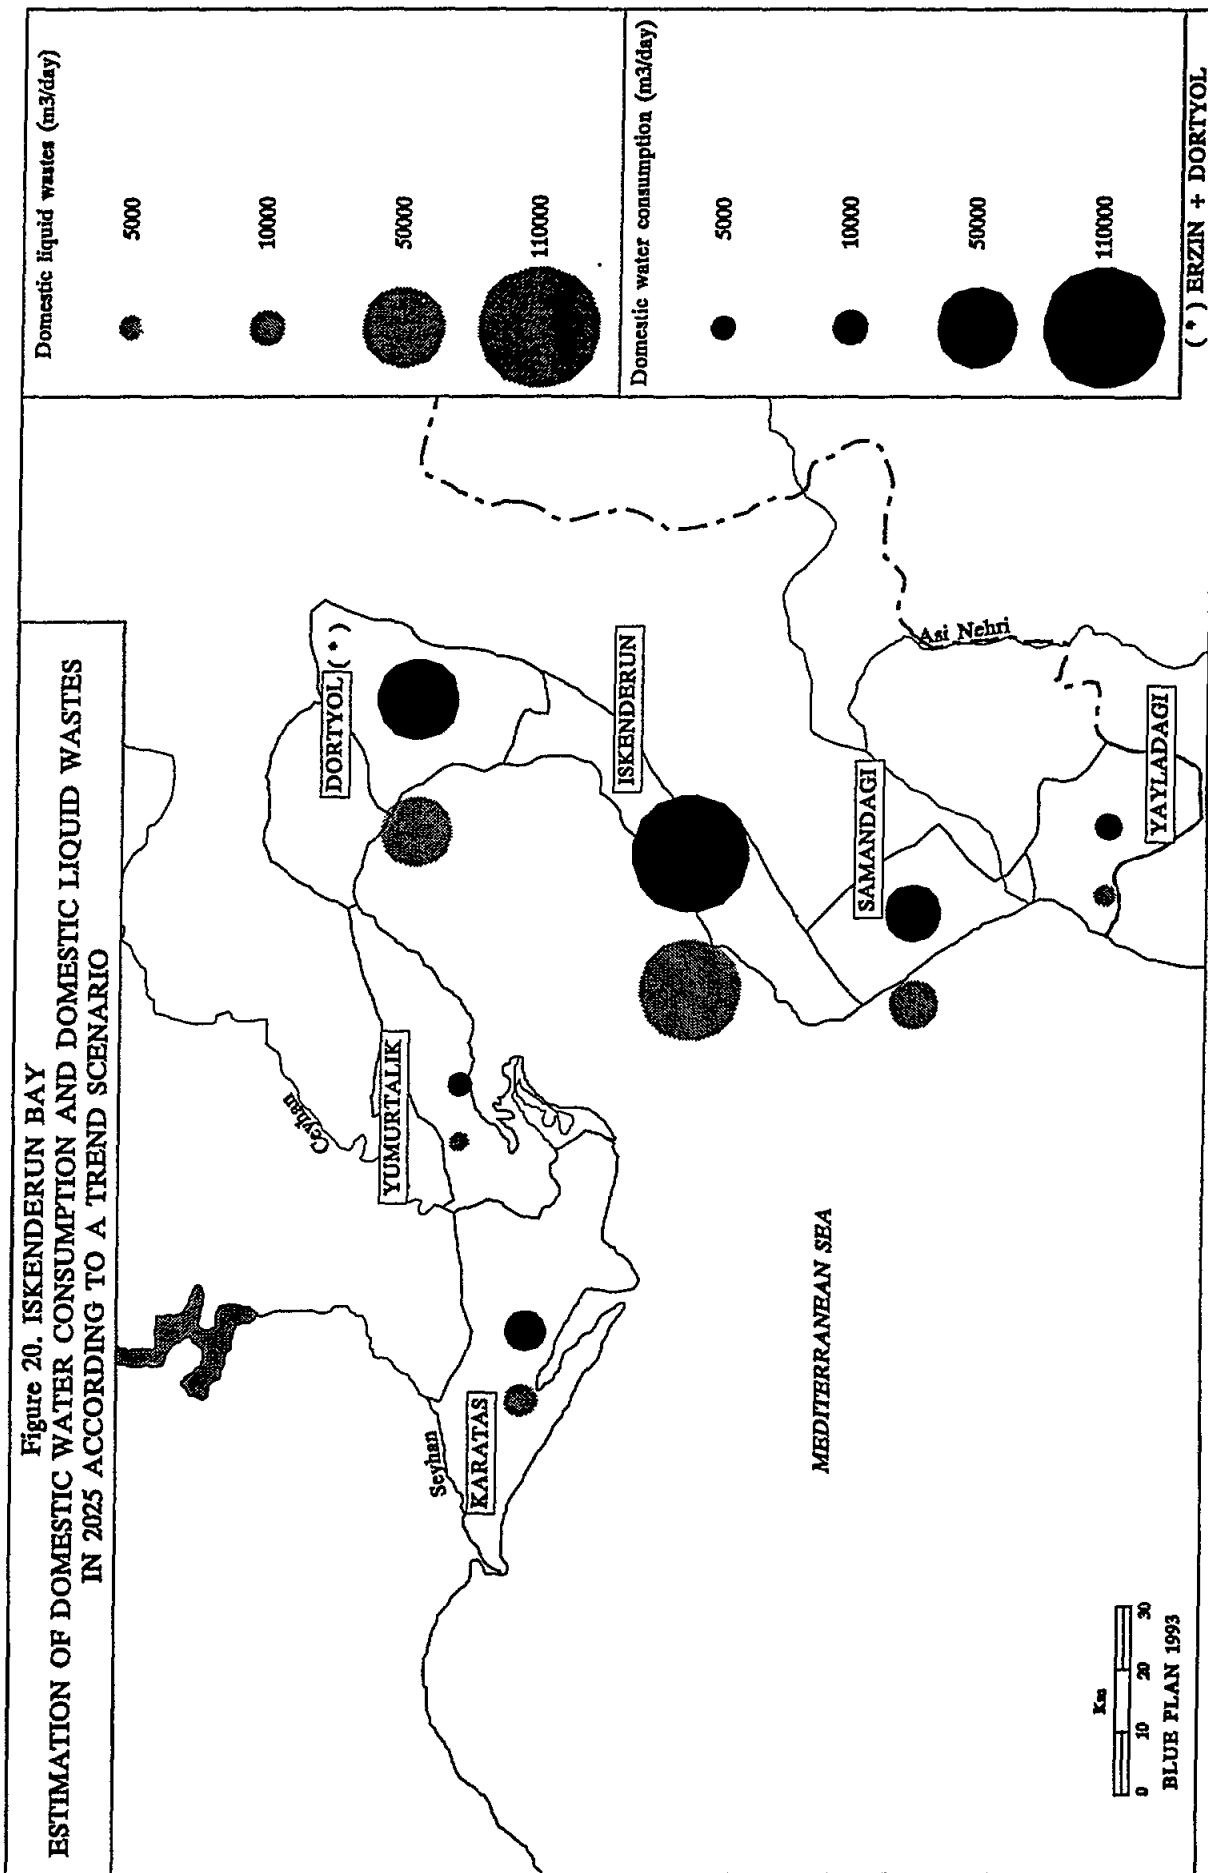 Figure 20. ISKENDERUN BAY
ESTIMATION OF DOMESTIC WATER CONSUMPTION AND DOMESTIC LIQUID WASTES
IN 2025 ACCORDING TO A TREND SCENARIO
Domestic liquid wastes (m3/day)
5000
10000
50000
110000
Domestic water consumption (m3/day)
5000
10000
50000
110000
( * ) ERZIN + DORTYOL
DORTYOL ( * )
ISKENDERUN
Asi Nehri
SAMANDAGI
YAYLADAGI
Ceyhan
YUMURTALIK
Seyhan
KARATAS
MEDITERRANEAN SEA
Km
0 10 20 30
BLUE PLAN 1993